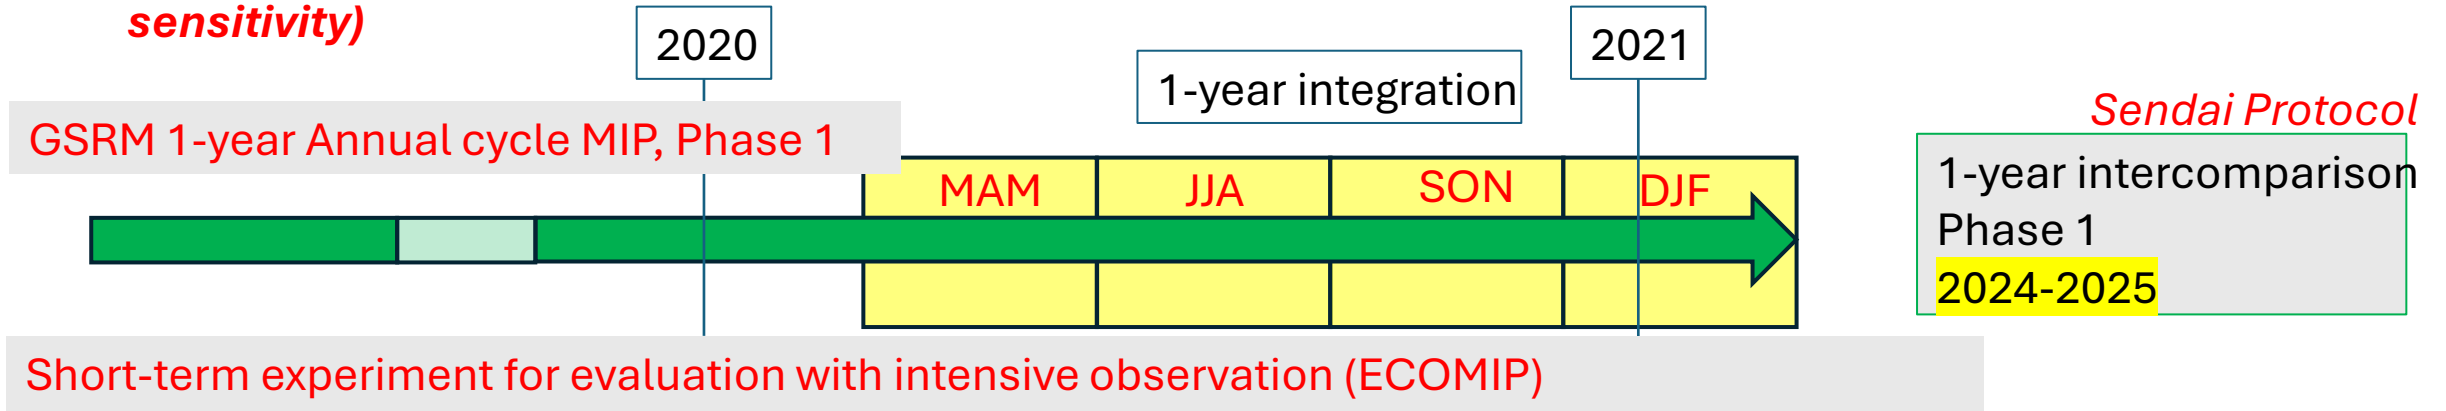 sensitivity)
2020
2021
1-year integration
Sendai Protocol
GSRM 1-year Annual cycle MIP, Phase 1
1-year intercomparison
Phase 1
2024-2025
MAM
JJA
SON
DJF
Short-term experiment for evaluation with intensive observation (ECOMIP)